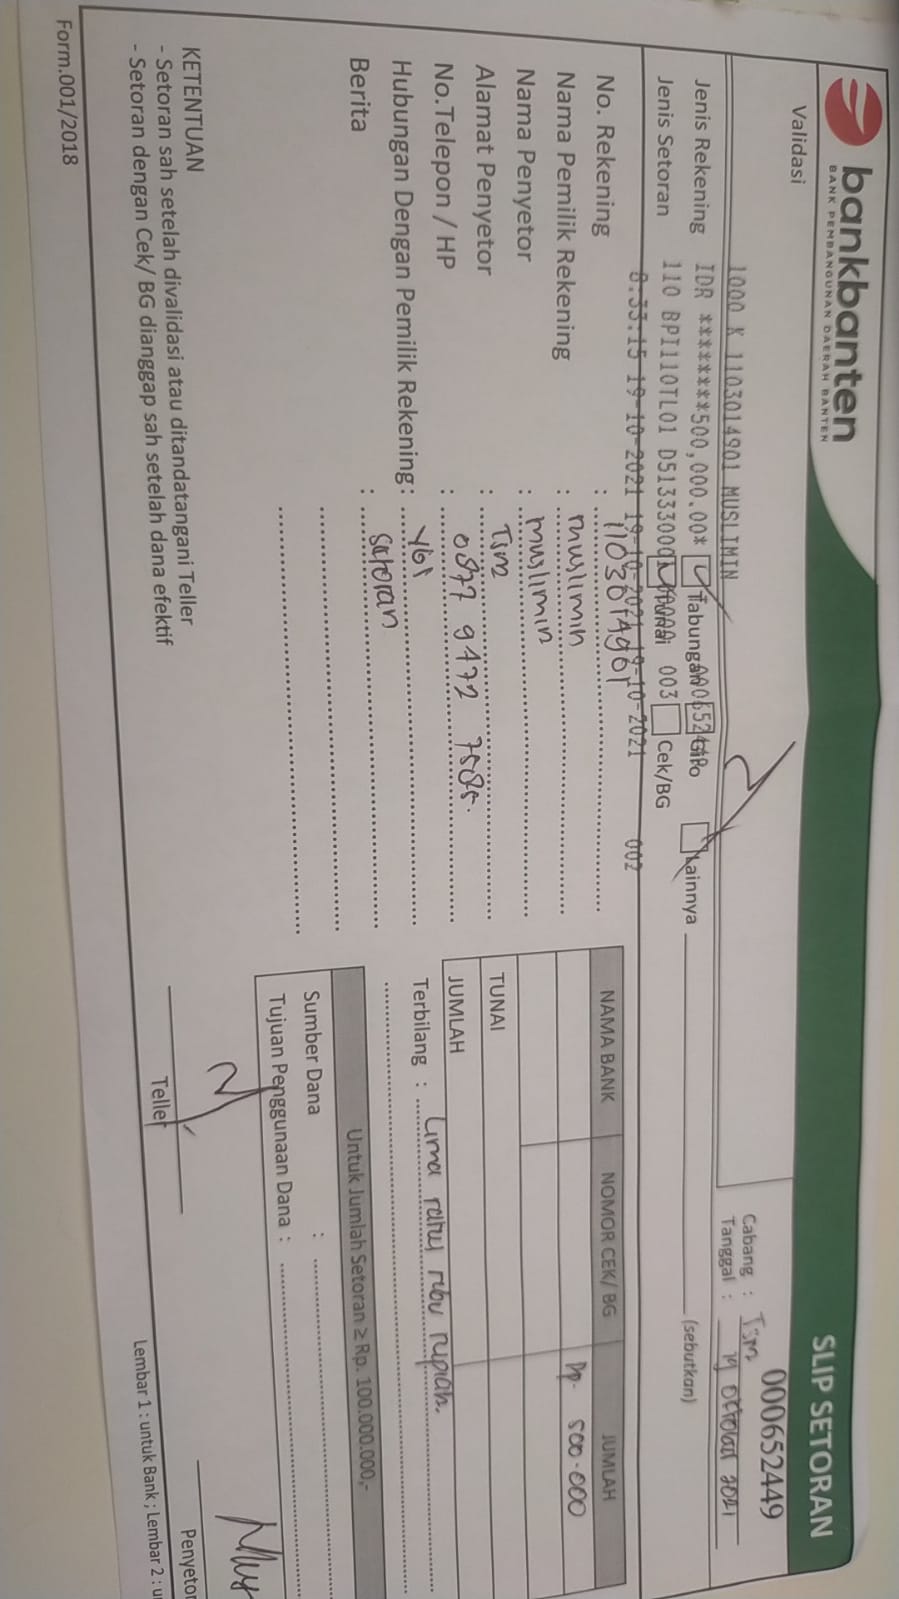 bankbanten
BANK PEMBANGUNAN DAERAH BANTEN
SLIP SETORAN
000652449
Validasi
Cabang : Tsm
Tanggal : 19 Oktober 2021
1000 K 1103014901 MUSLIMIN
Jenis Rekening IDR ********500,000.00* Tabungan Giro Lainnya (sebutkan)
Jenis Setoran 110 BPI110TL01 D5133300 Tunai 003 Cek/BG
8:33:15 19-10-2021 19-10-2021 19-10-2021 002
No. Rekening :
Nama Pemilik Rekening : muslimin
Nama Penyetor : muslimin
Alamat Penyetor : Tsm
No.Telepon / HP : 0877 9472
Hubungan Dengan Pemilik Rekening: Ybs
Berita : setoran
NAMA BANK NOMOR CEK/ BG JUMLAH
Rp. 500.000
TUNAI
JUMLAH
Terbilang : Lima ratus ribu rupiah.
Untuk Jumlah Setoran ≥ Rp. 100.000.000,-
Sumber Dana :
Tujuan Penggunaan Dana :
KETENTUAN
- Setoran sah setelah divalidasi atau ditandatangani Teller
- Setoran dengan Cek/ BG dianggap sah setelah dana efektif
Teller
Penyetor
Form.001/2018
Lembar 1 : untuk Bank ; Lembar 2 :